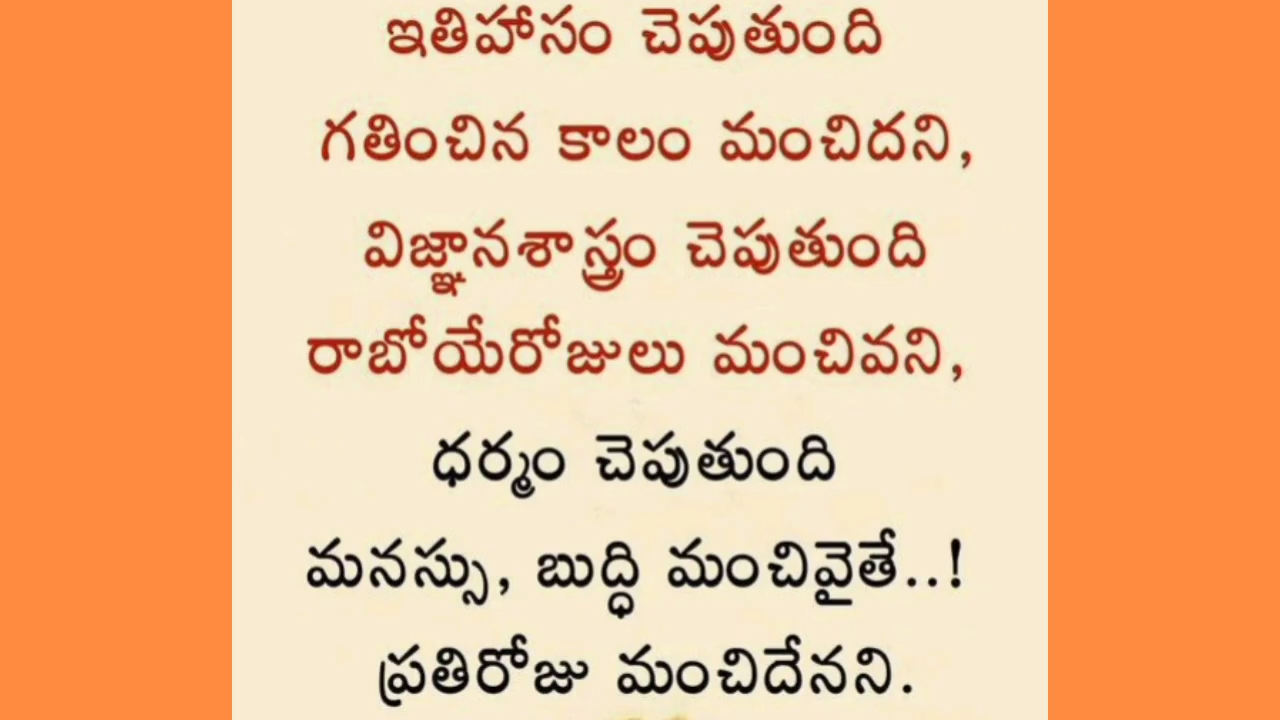 ఇతిహాసం చెపుతుంది
గతించిన కాలం మంచిదని,
విజ్ఞానశాస్త్రం చెపుతుంది
రాబోయేరోజులు మంచివని,
ధర్మం చెపుతుంది
మనస్సు, బుద్ధి మంచివైతే..!
ప్రతిరోజు మంచిదేనని.